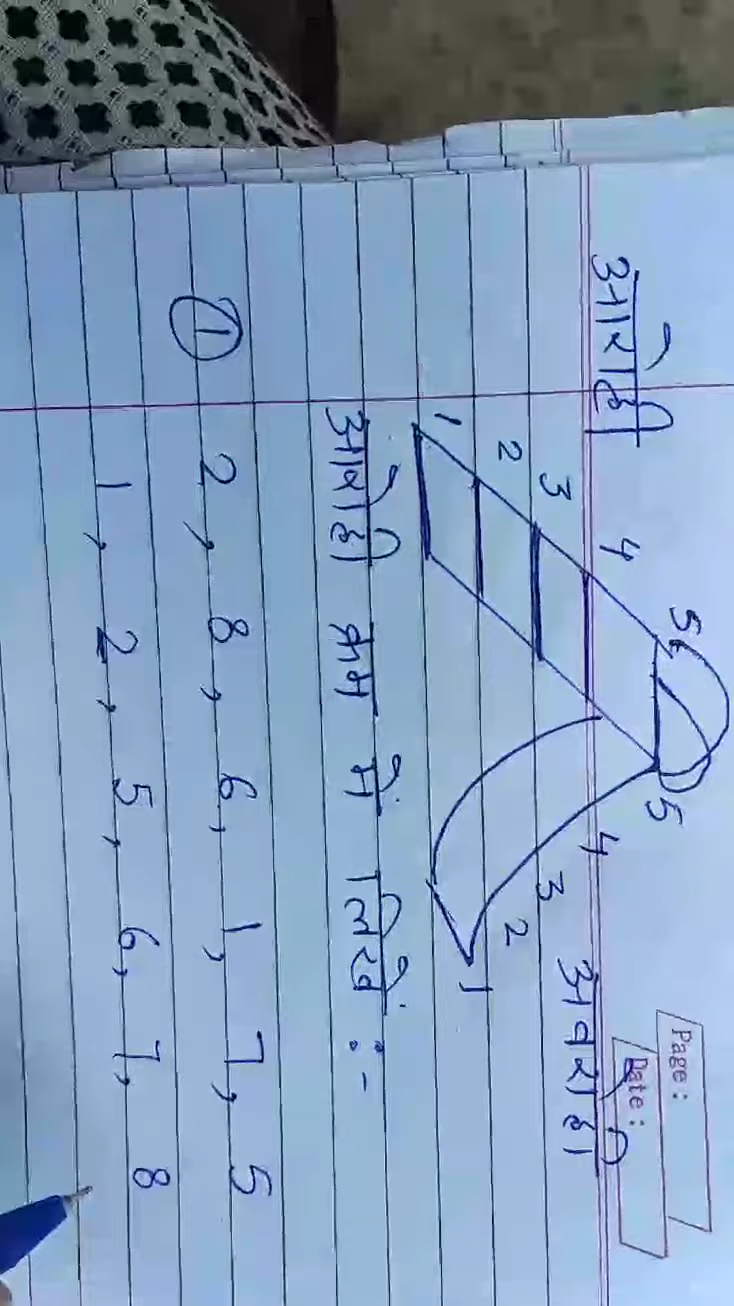 Page :
Date :
आरोही
5 5
4 4
3 3
2 2
1 1
अवरोही
आरोही क्रम में लिखें :-
① 2, 8, 6, 1, 7, 5
1, 2, 5, 6, 7, 8